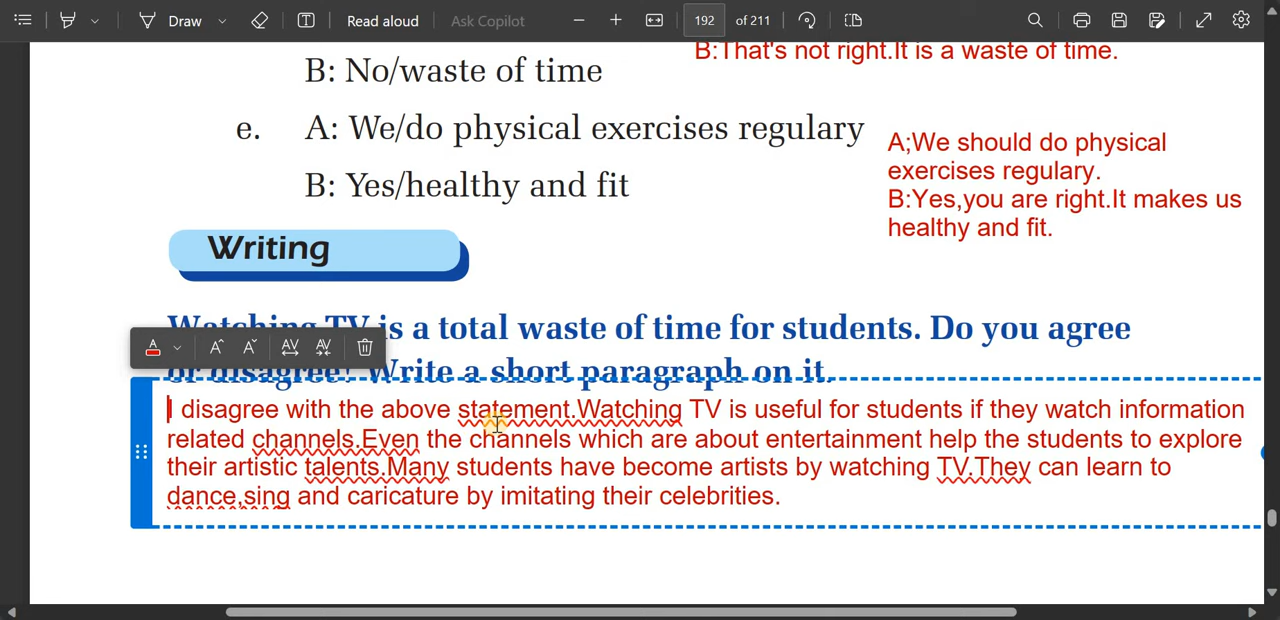 Draw
Read aloud
Ask Copilot
192 of 211
B: No/waste of time
B:That's not right.It is a waste of time.
e. A: We/do physical exercises regulary
B: Yes/healthy and fit
A;We should do physical
exercises regulary.
B:Yes,you are right.It makes us
healthy and fit.
Writing
Watching TV is a total waste of time for students. Do you agree
or disagree? Write a short paragraph on it.
I disagree with the above statement.Watching TV is useful for students if they watch information
related channels.Even the channels which are about entertainment help the students to explore
their artistic talents.Many students have become artists by watching TV.They can learn to
dance,sing and caricature by imitating their celebrities.